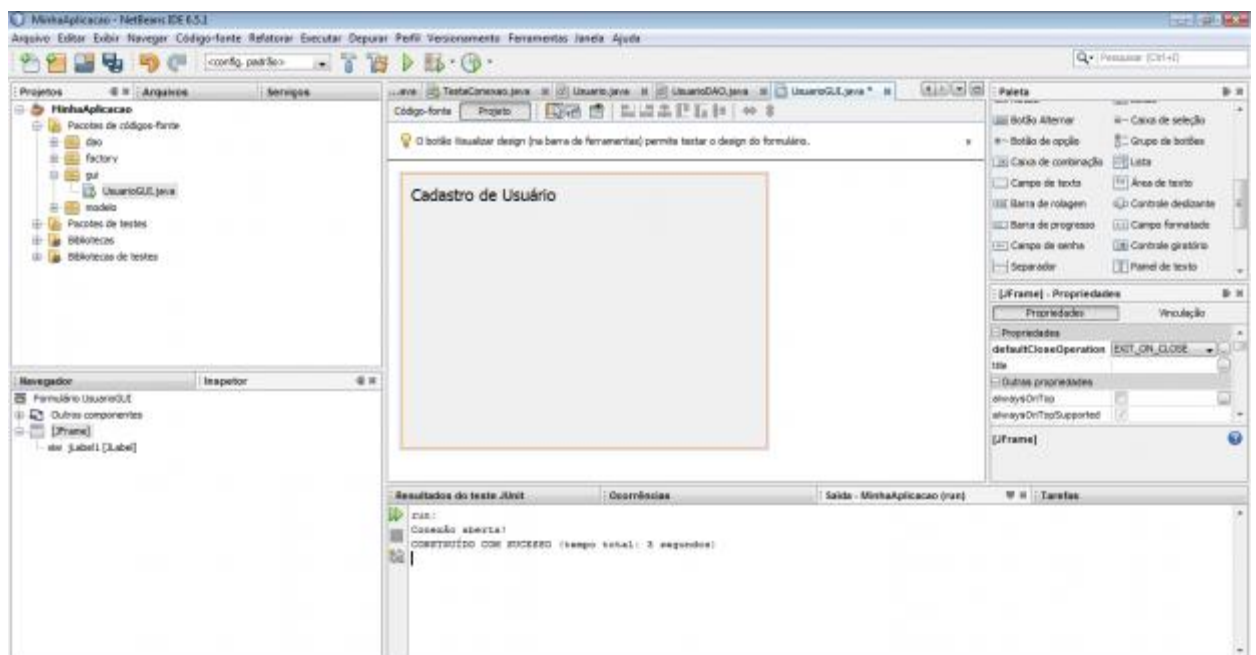 MinhaAplicacao - NetBeans IDE 6.5.1
Arquivo Editar Exibir Navegar Código-fonte Refatorar Executar Depurar Perfil Versionamento Ferramentas Janela Ajuda
<config. padrão>
Pesquisar (Ctrl+I)
Projetos
Arquivos
Serviços
MinhaAplicacao
Pacotes de códigos-fonte
dao
factory
gui
UsuarioGUI.java
modelo
Pacotes de testes
Bibliotecas
Bibliotecas de testes
Navegador
Inspetor
Formulário UsuarioGUI
Outros componentes
[JFrame]
jLabel1 [JLabel]
...ava
TestaConexao.java
Usuario.java
UsuarioDAO.java
UsuarioGUI.java *
Código-fonte
Projeto
O botão Visualizar design (na barra de ferramentas) permite testar o design do formulário.
Cadastro de Usuário
Resultados do teste JUnit
Ocorrências
Saída - MinhaAplicacao (run)
Tarefas
run:
Conexão aberta!
CONSTRUÍDO COM SUCESSO (tempo total: 3 segundos)
Paleta
Botão Alternar
Caixa de seleção
Botão de opção
Grupo de botões
Caixa de combinação
Lista
Campo de texto
Área de texto
Barra de rolagem
Controle deslizante
Barra de progresso
Campo formatado
Campo de senha
Controle giratório
Separador
Painel de texto
[JFrame] - Propriedades
Propriedades
Vinculação
Propriedades
defaultCloseOperation
EXIT_ON_CLOSE
title
Outras propriedades
alwaysOnTop
alwaysOnTopSupported
[JFrame]